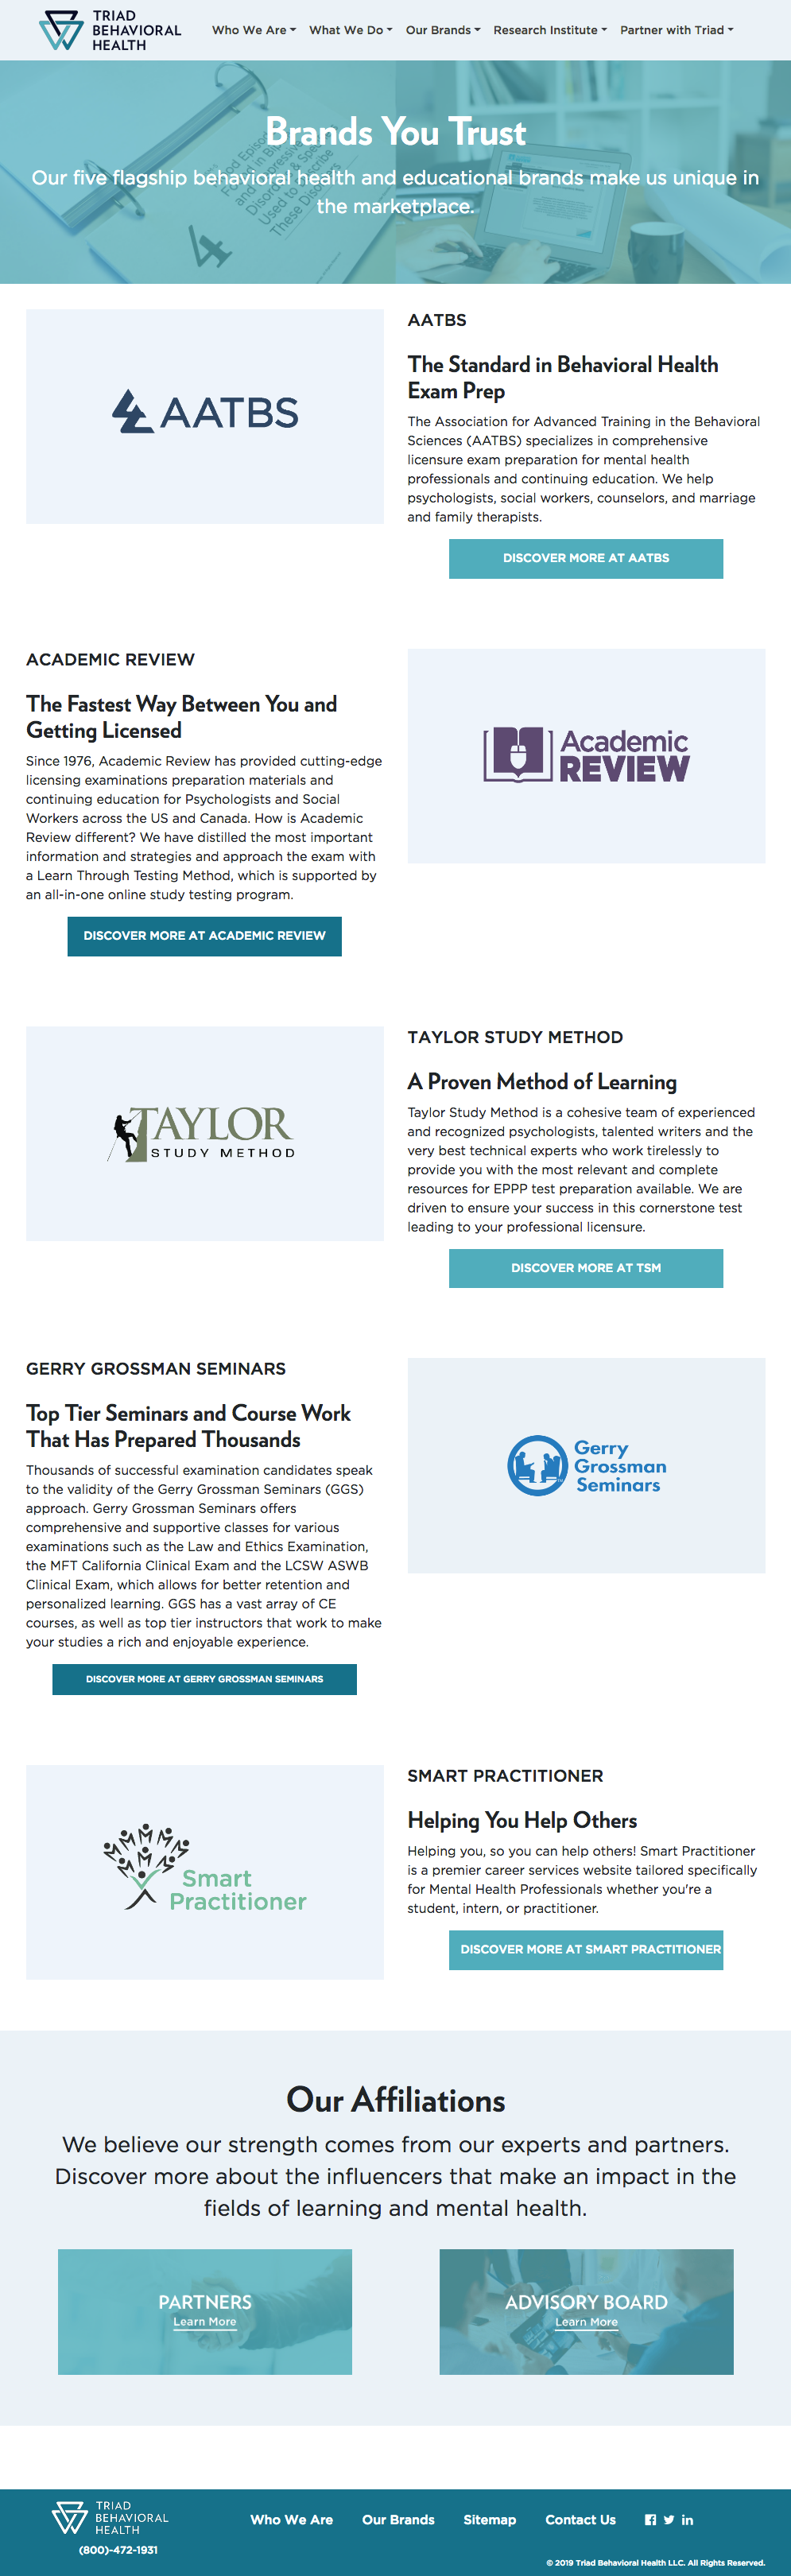 TRIAD
BEHAVIORAL
HEALTH
Who We Are
What We Do
Our Brands
Research Institute
Partner with Triad
Brands You Trust
Our five flagship behavioral health and educational brands make us unique in
the marketplace.
4
AATBS
AATBS
The Standard in Behavioral Health
Exam Prep
The Association for Advanced Training in the Behavioral
Sciences (AATBS) specializes in comprehensive
licensure exam preparation for mental health
professionals and continuing education. We help
psychologists, social workers, counselors, and marriage
and family therapists.
DISCOVER MORE AT AATBS
ACADEMIC REVIEW
The Fastest Way Between You and
Getting Licensed
Since 1976, Academic Review has provided cutting-edge
licensing examinations preparation materials and
continuing education for Psychologists and Social
Workers across the US and Canada. How is Academic
Review different? We have distilled the most important
information and strategies and approach the exam with
a Learn Through Testing Method, which is supported by
an all-in-one online study testing program.
DISCOVER MORE AT ACADEMIC REVIEW
Academic
REVIEW
TAYLOR
STUDY METHOD
TAYLOR STUDY METHOD
A Proven Method of Learning
Taylor Study Method is a cohesive team of experienced
and recognized psychologists, talented writers and the
very best technical experts who work tirelessly to
provide you with the most relevant and complete
resources for EPPP test preparation available. We are
driven to ensure your success in this cornerstone test
leading to your professional licensure.
DISCOVER MORE AT TSM
GERRY GROSSMAN SEMINARS
Top Tier Seminars and Course Work
That Has Prepared Thousands
Thousands of successful examination candidates speak
to the validity of the Gerry Grossman Seminars (GGS)
approach. Gerry Grossman Seminars offers
comprehensive and supportive classes for various
examinations such as the Law and Ethics Examination,
the MFT California Clinical Exam and the LCSW ASWB
Clinical Exam, which allows for better retention and
personalized learning. GGS has a vast array of CE
courses, as well as top tier instructors that work to make
your studies a rich and enjoyable experience.
DISCOVER MORE AT GERRY GROSSMAN SEMINARS
Gerry
Grossman
Seminars
Smart
Practitioner
SMART PRACTITIONER
Helping You Help Others
Helping you, so you can help others! Smart Practitioner
is a premier career services website tailored specifically
for Mental Health Professionals whether you're a
student, intern, or practitioner.
DISCOVER MORE AT SMART PRACTITIONER
Our Affiliations
We believe our strength comes from our experts and partners.
Discover more about the influencers that make an impact in the
fields of learning and mental health.
PARTNERS
Learn More
ADVISORY BOARD
Learn More
TRIAD
BEHAVIORAL
HEALTH
(800)-472-1931
Who We Are
Our Brands
Sitemap
Contact Us
© 2019 Triad Behavioral Health LLC. All Rights Reserved.